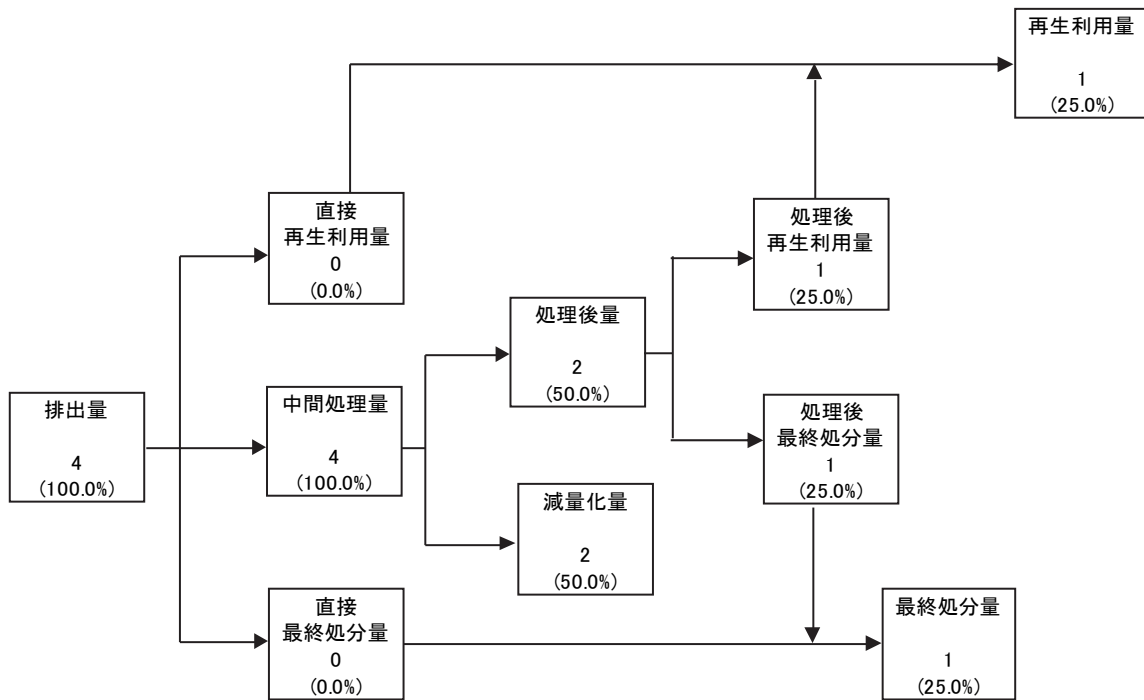 再生利用量
1
(25.0%)
直接
再生利用量
0
(0.0%)
処理後
再生利用量
1
(25.0%)
処理後量
2
(50.0%)
排出量
4
(100.0%)
中間処理量
4
(100.0%)
処理後
最終処分量
1
(25.0%)
減量化量
2
(50.0%)
直接
最終処分量
0
(0.0%)
最終処分量
1
(25.0%)